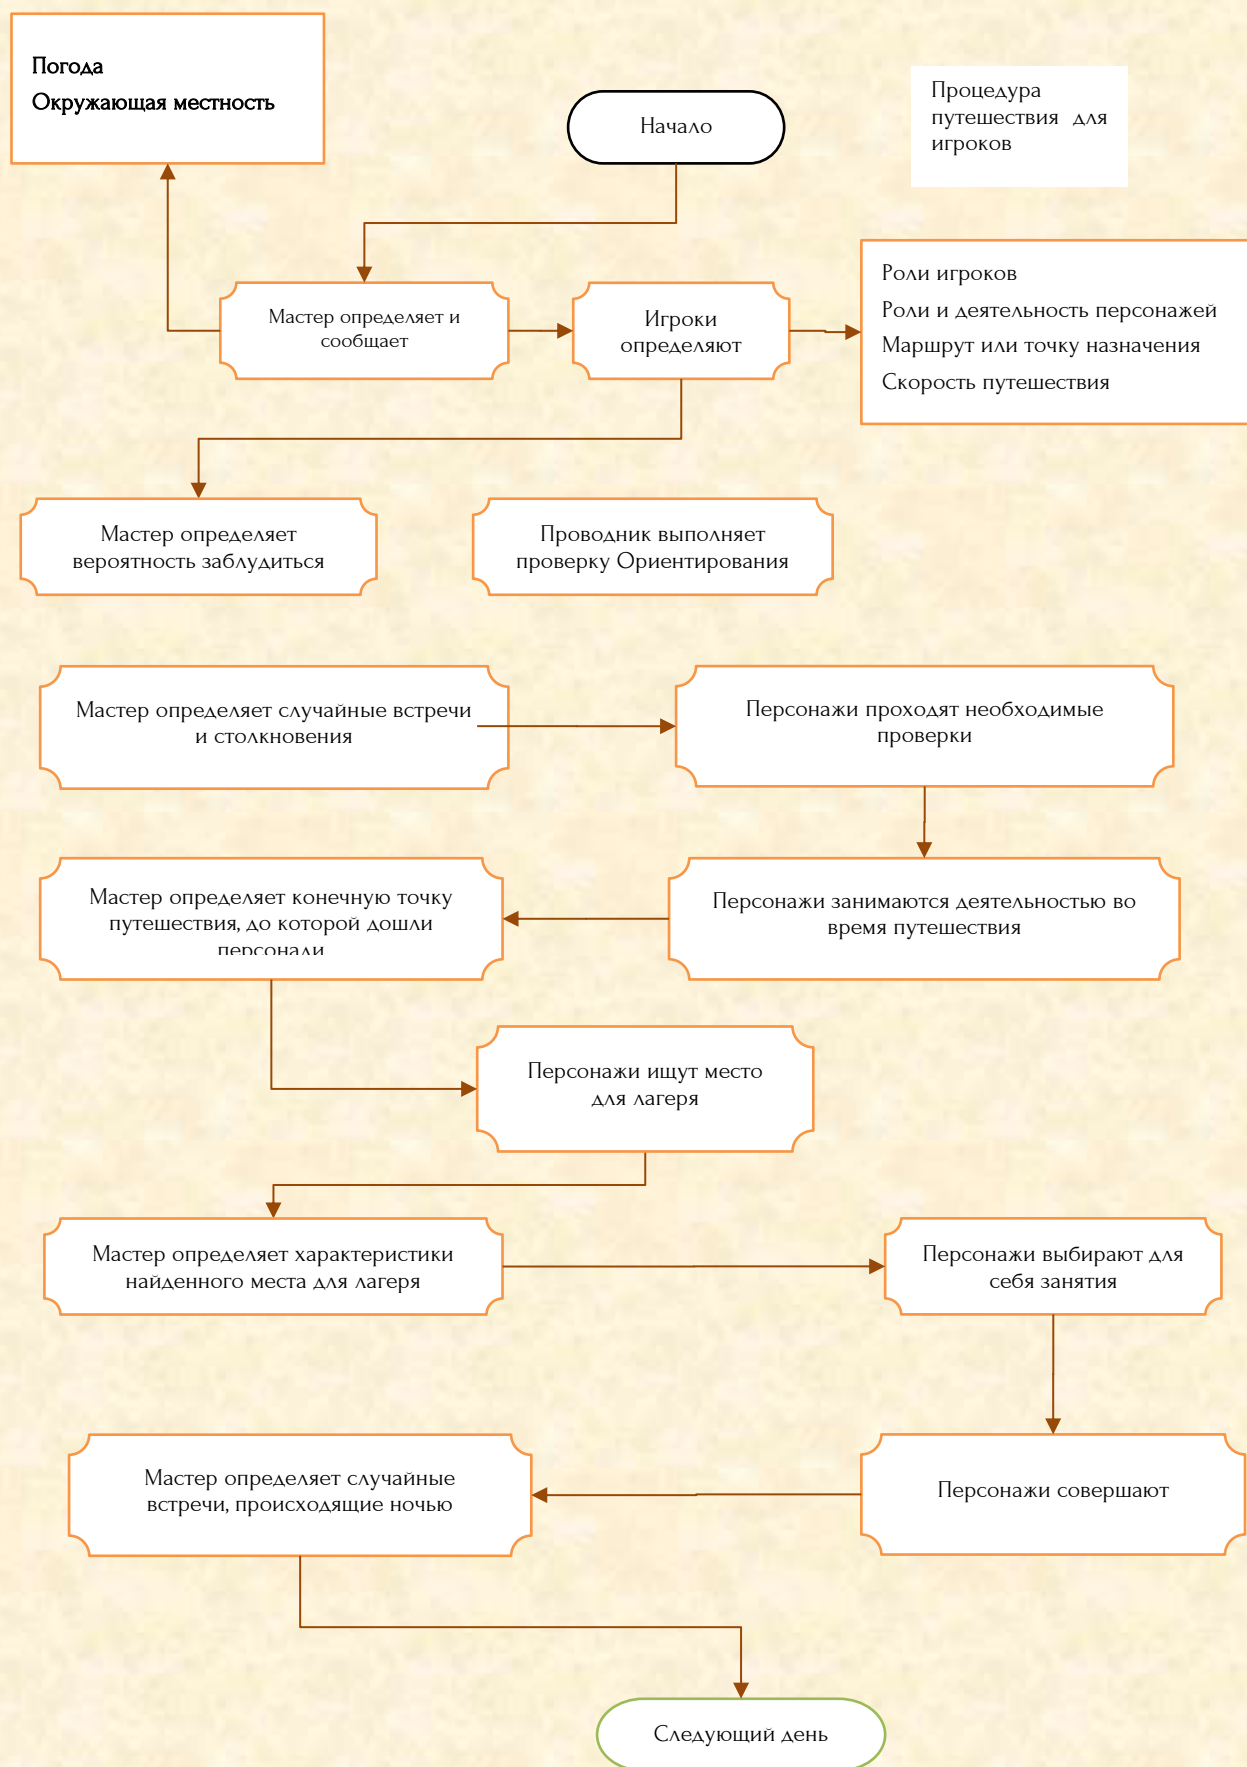 Погода
Окружающая местность
Начало
Процедура
путешествия для
игроков
Мастер определяет и
сообщает
Игроки
определяют
Роли игроков
Роли и деятельность персонажей
Маршрут или точку назначения
Скорость путешествия
Мастер определяет
вероятность заблудиться
Проводник выполняет
проверку Ориентирования
Мастер определяет случайные встречи
и столкновения
Персонажи проходят необходимые
проверки
Мастер определяет конечную точку
путешествия, до которой дошли
персонали
Персонажи занимаются деятельностью во
время путешествия
Персонажи ищут место
для лагеря
Мастер определяет характеристики
найденного места для лагеря
Персонажи выбирают для
себя занятия
Мастер определяет случайные
встречи, происходящие ночью
Персонажи совершают
Следующий день